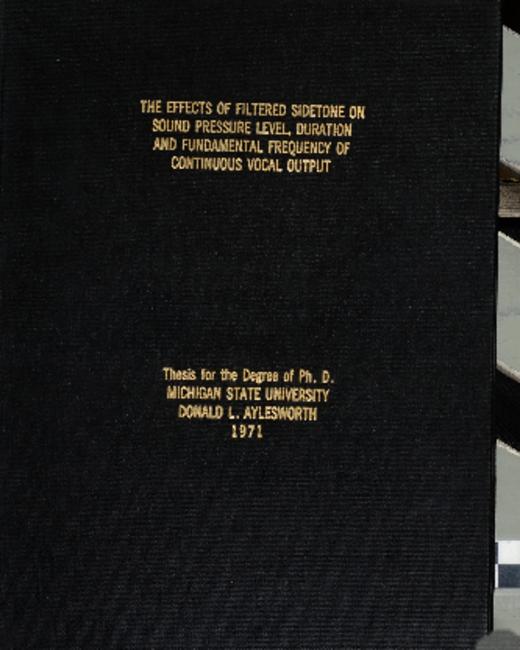 THE EFFECTS OF FILTERED SIDETONE ON
SOUND PRESSURE LEVEL, DURATION
AND FUNDAMENTAL FREQUENCY OF
CONTINUOUS VOCAL OUTPUT
Thesis for the Degree of Ph. D.
MICHIGAN STATE UNIVERSITY
DONALD L. AYLESWORTH
1971